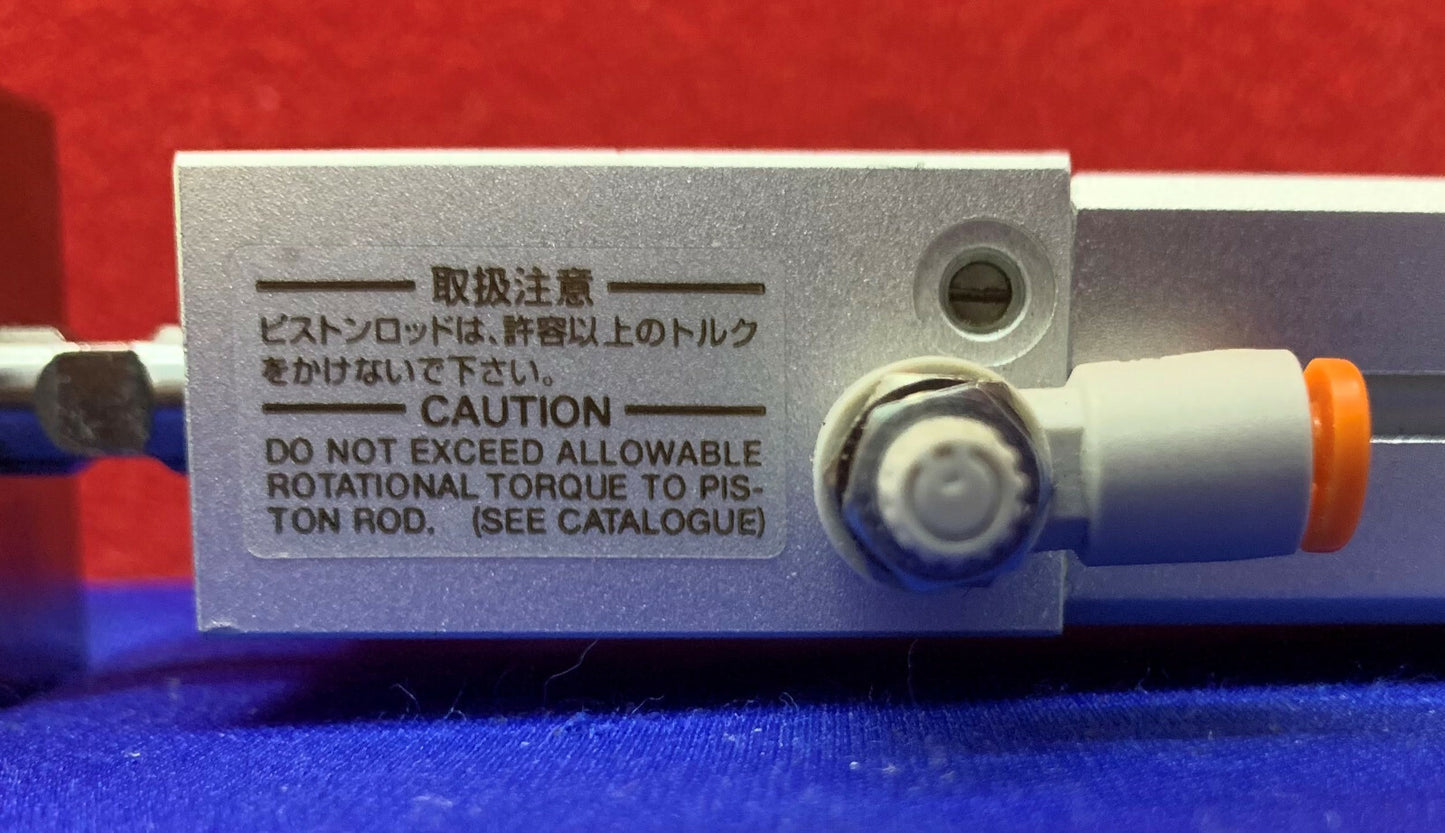 取扱注意
ピストンロッドは、許容以上のトルク
をかけないで下さい。
CAUTION
DO NOT EXCEED ALLOWABLE
ROTATIONAL TORQUE TO PIS-
TON ROD. (SEE CATALOGUE)